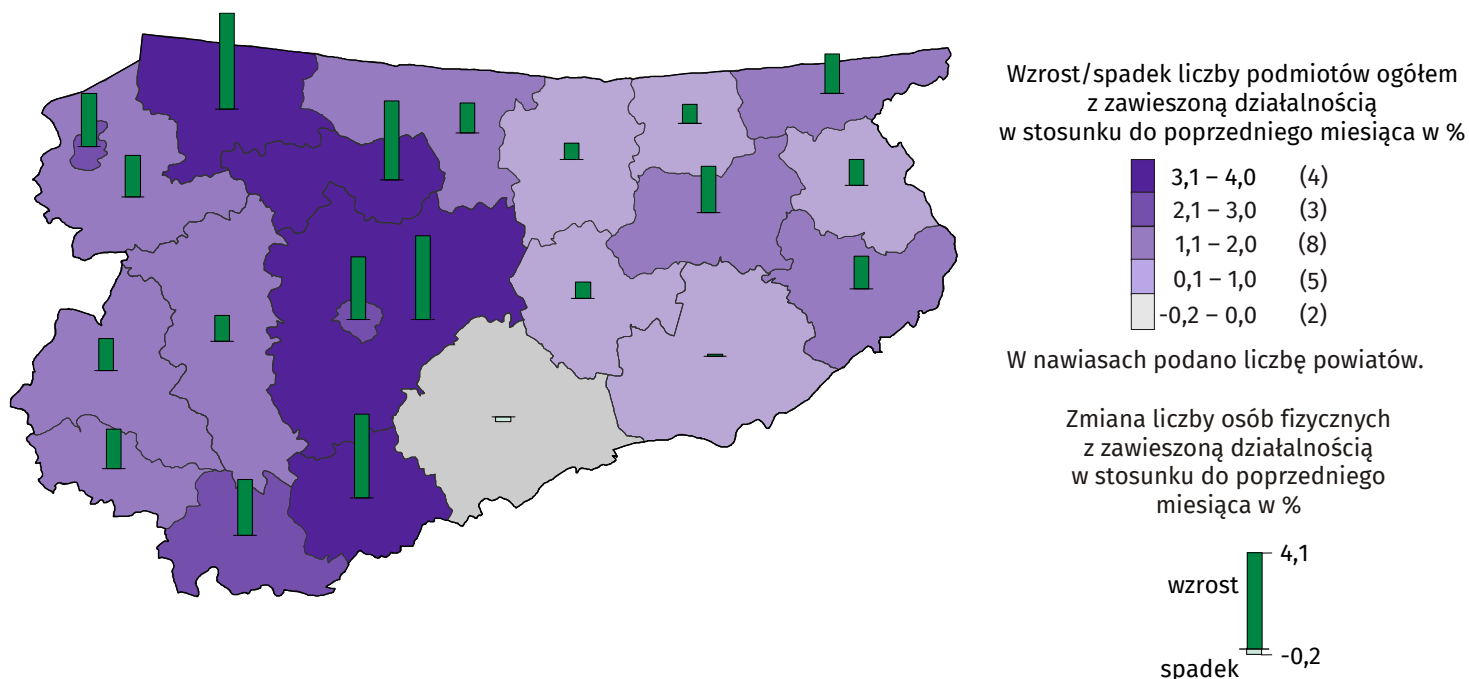 Wzrost/spadek liczby podmiotów ogółem
z zawieszoną działalnością
w stosunku do poprzedniego miesiąca w %
3,1 – 4,0 (4)
2,1 – 3,0 (3)
1,1 – 2,0 (8)
0,1 – 1,0 (5)
-0,2 – 0,0 (2)
W nawiasach podano liczbę powiatów.
Zmiana liczby osób fizycznych
z zawieszoną działalnością
w stosunku do poprzedniego
miesiąca w %
4,1
wzrost
-0,2
spadek